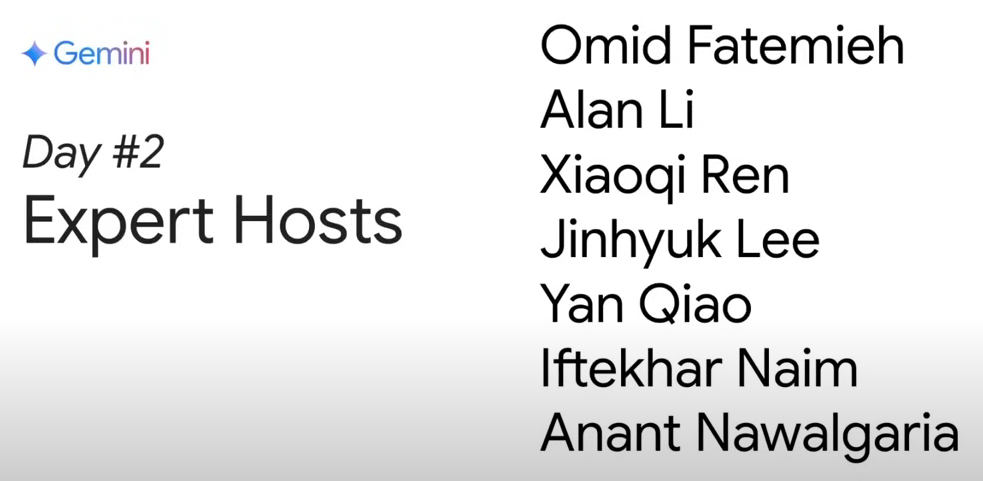 Gemini
Day #2
Expert Hosts
Omid Fatemieh
Alan Li
Xiaoqi Ren
Jinhyuk Lee
Yan Qiao
Iftekhar Naim
Anant Nawalgaria